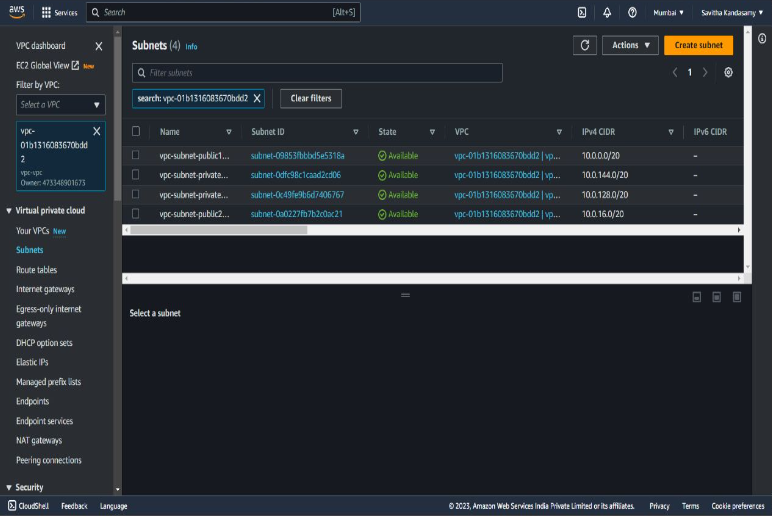 aws
Services
Search
[Alt+S]
Mumbai
Savitha Kandasamy
VPC dashboard
EC2 Global View New
Filter by VPC:
Select a VPC
vpc-
01b1316083670bdd
2
vpc-vpc
Owner: 473348901673
Virtual private cloud
Your VPCs New
Subnets
Route tables
Internet gateways
Egress-only internet
gateways
DHCP option sets
Elastic IPs
Managed prefix lists
Endpoints
Endpoint services
NAT gateways
Peering connections
Security
Subnets (4) Info
Actions
Create subnet
Filter subnets
1
search: vpc-01b1316083670bdd2
Clear filters
Name Subnet ID State VPC IPv4 CIDR IPv6 CIDR
vpc-subnet-public1... subnet-09853fbbbd5e5318a Available vpc-01b1316083670bdd2 | vp... 10.0.0.0/20 –
vpc-subnet-private... subnet-0dfc98c1caad2cd06 Available vpc-01b1316083670bdd2 | vp... 10.0.144.0/20 –
vpc-subnet-private... subnet-0c49fe9b6d7406767 Available vpc-01b1316083670bdd2 | vp... 10.0.128.0/20 –
vpc-subnet-public2... subnet-0a0227fb7b2c0ac21 Available vpc-01b1316083670bdd2 | vp... 10.0.16.0/20 –
Select a subnet
CloudShell
Feedback
Language
© 2023, Amazon Web Services India Private Limited or its affiliates.
Privacy
Terms
Cookie preferences